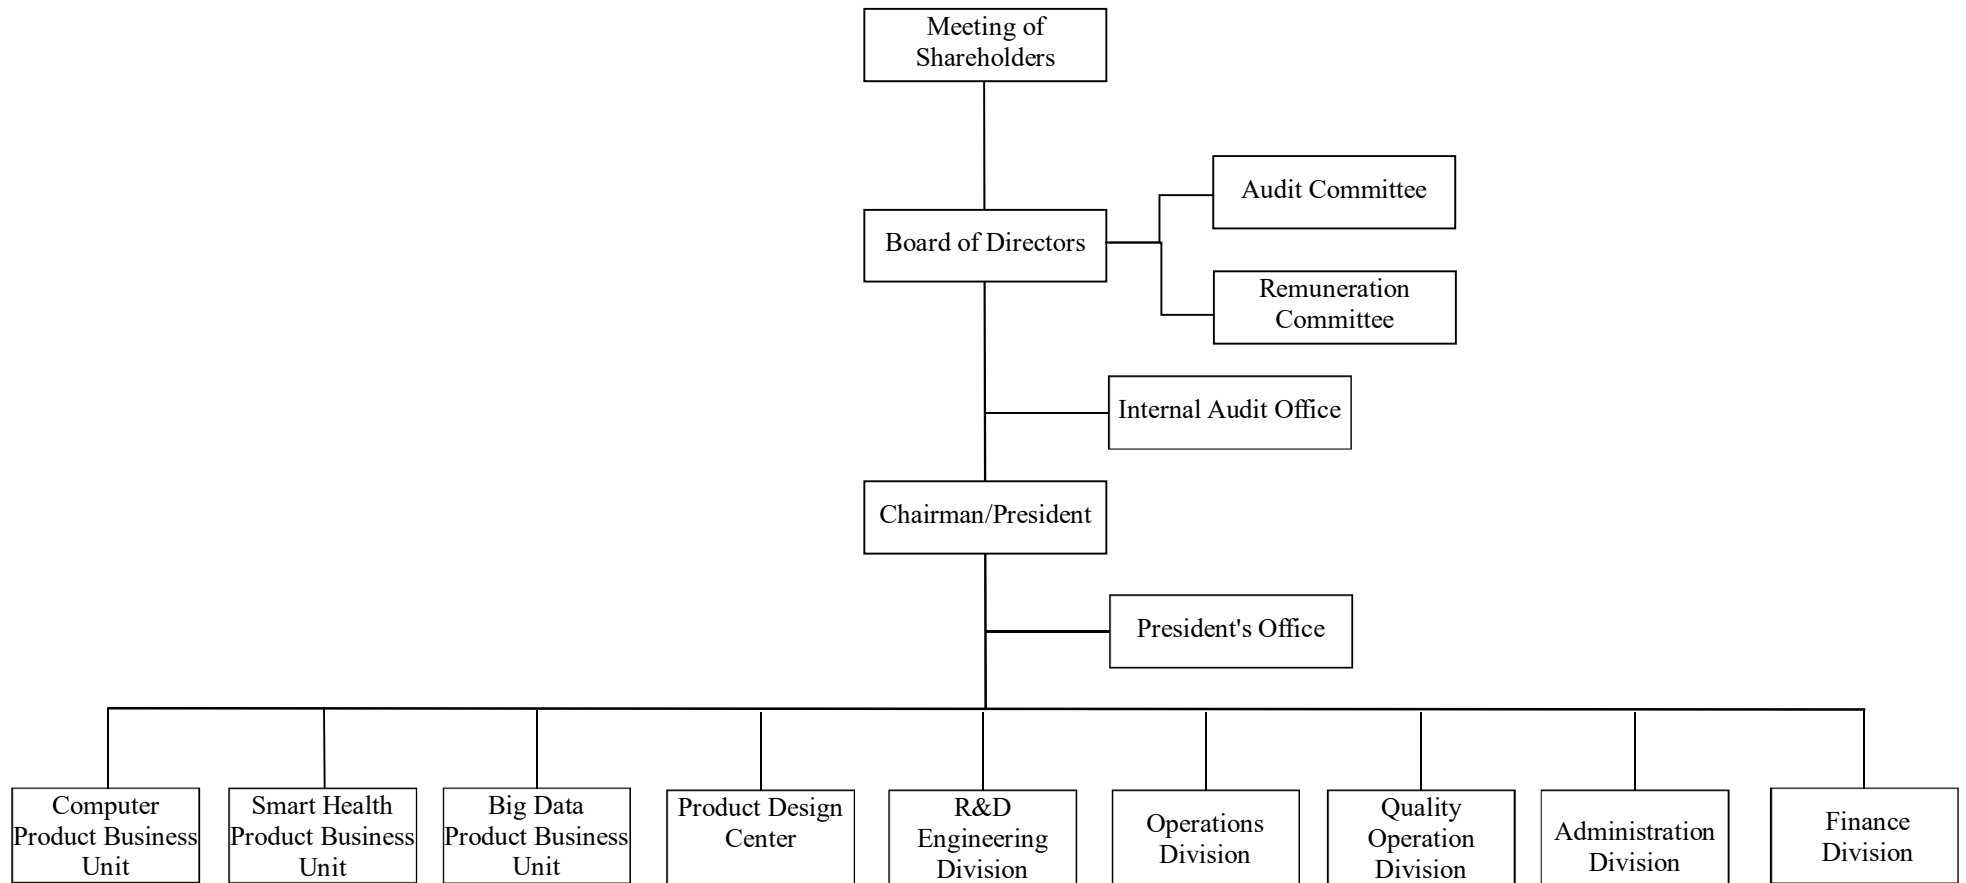 Meeting of
Shareholders
Audit Committee
Board of Directors
Remuneration
Committee
Internal Audit Office
Chairman/President
President's Office
Computer
Product Business
Unit
Smart Health
Product Business
Unit
Big Data
Product Business
Unit
Product Design
Center
R&D
Engineering
Division
Operations
Division
Quality
Operation
Division
Administration
Division
Finance
Division